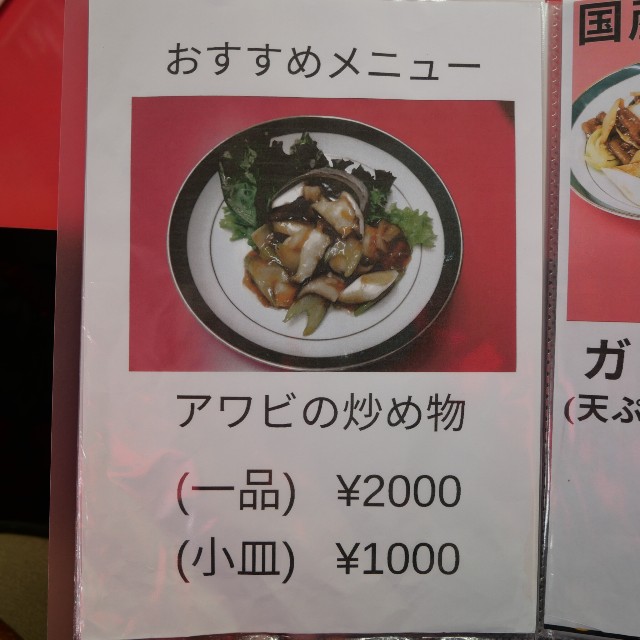 おすすめメニュー
アワビの炒め物
(一品) ¥2000
(小皿) ¥1000
国
ガ
(天ぷ